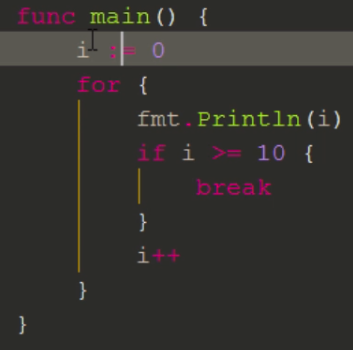 func main() {
    i := 0
    for {
        fmt.Println(i)
        if i >= 10 {
            break
        }
        i++
    }
}